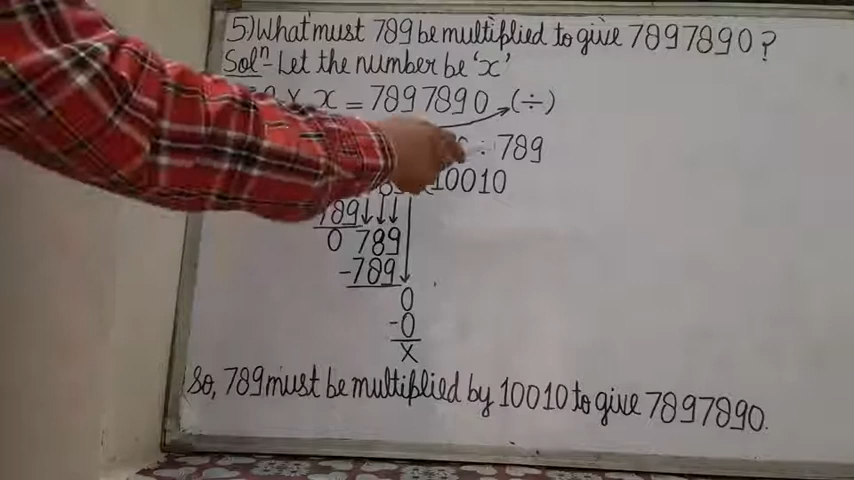 5) What must 789 be multiplied to give 7897890 ?
Solⁿ- Let the number be 'x'
x = 7897890 (÷)
÷ 789
10010
789
0 789
-789
0
-0
x
So, 789 must be multiplied by 10010 to give 7897890.